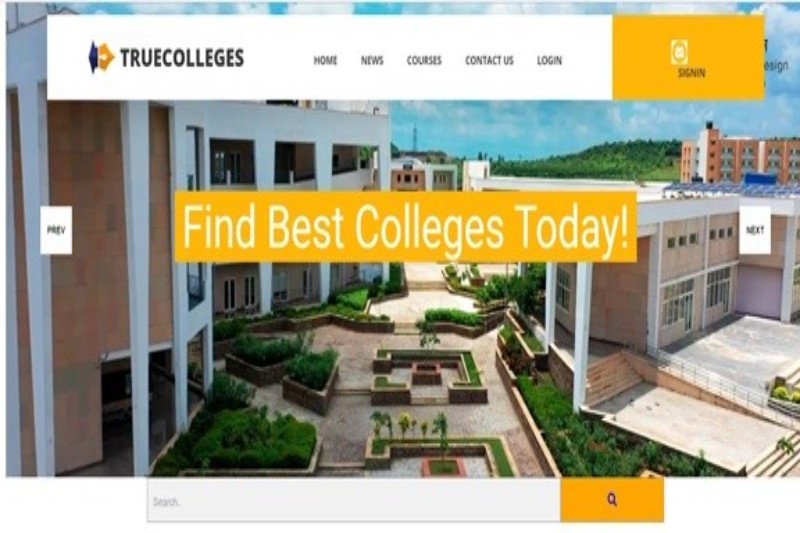 TRUECOLLEGES
HOME NEWS COURSES CONTACT US LOGIN
SIGNIN
esign
PREV
Find Best Colleges Today!
NEXT
Search..